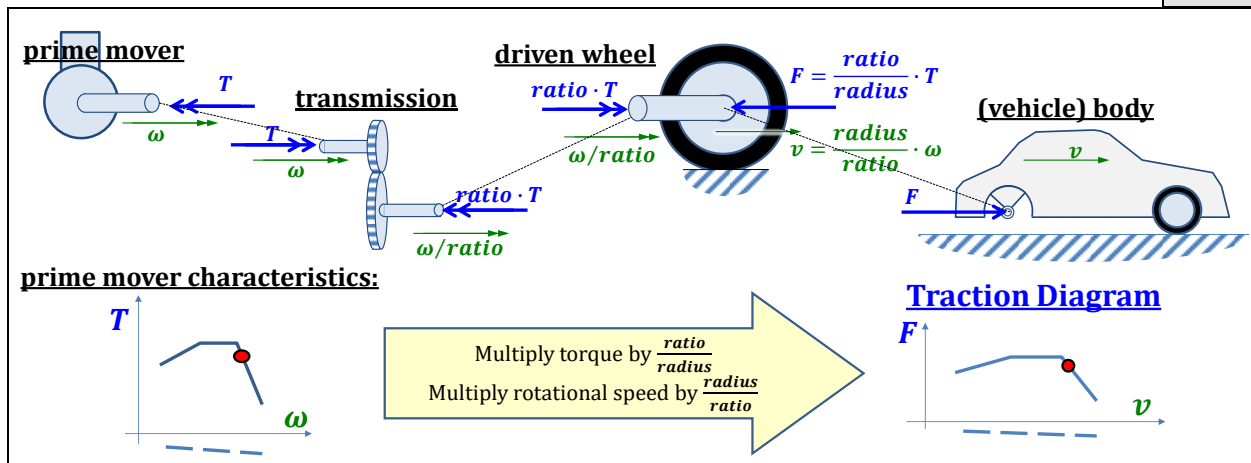 prime mover
T
ω
transmission
T
ω
ratio · T
ω/ratio
driven wheel
ratio · T
ω/ratio
F = ratio/radius · T
v = radius/ratio · ω
(vehicle) body
v
F
prime mover characteristics:
T
ω
Multiply torque by ratio/radius
Multiply rotational speed by radius/ratio
Traction Diagram
F
v